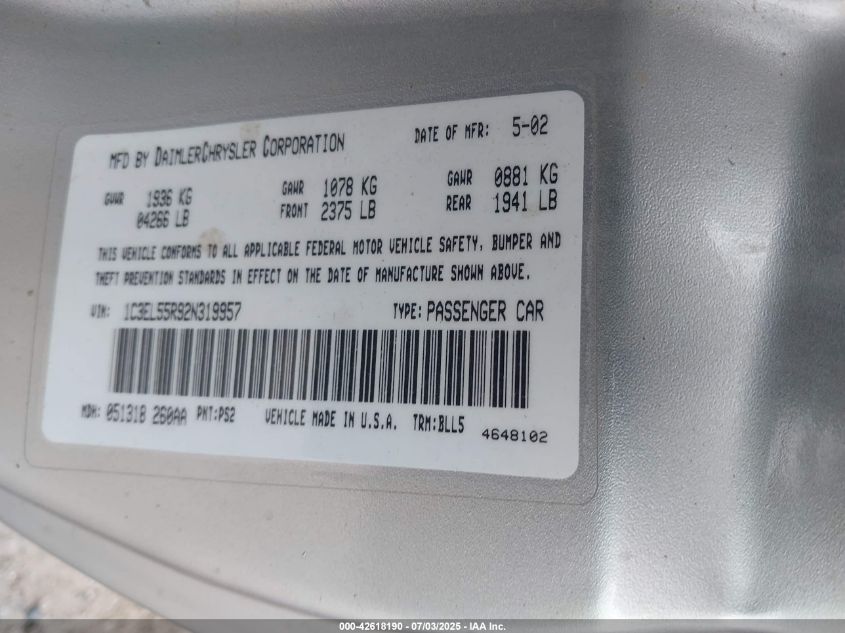 MFD BY DAIMLERCHRYSLER CORPORATION DATE OF MFR: 5-02
GVWR 1936 KG GAWR 1078 KG GAWR 0881 KG
04266 LB FRONT 2375 LB REAR 1941 LB
THIS VEHICLE CONFORMS TO ALL APPLICABLE FEDERAL MOTOR VEHICLE SAFETY, BUMPER AND
THEFT PREVENTION STANDARDS IN EFFECT ON THE DATE OF MANUFACTURE SHOWN ABOVE.
VIN: 1C3EL55R92N319957 TYPE: PASSENGER CAR
MDH: 051318 260AA PNT:PS2 VEHICLE MADE IN U.S.A. TRM:BLL5 4648102
000-42618190 - 07/03/2025 - IAA Inc.